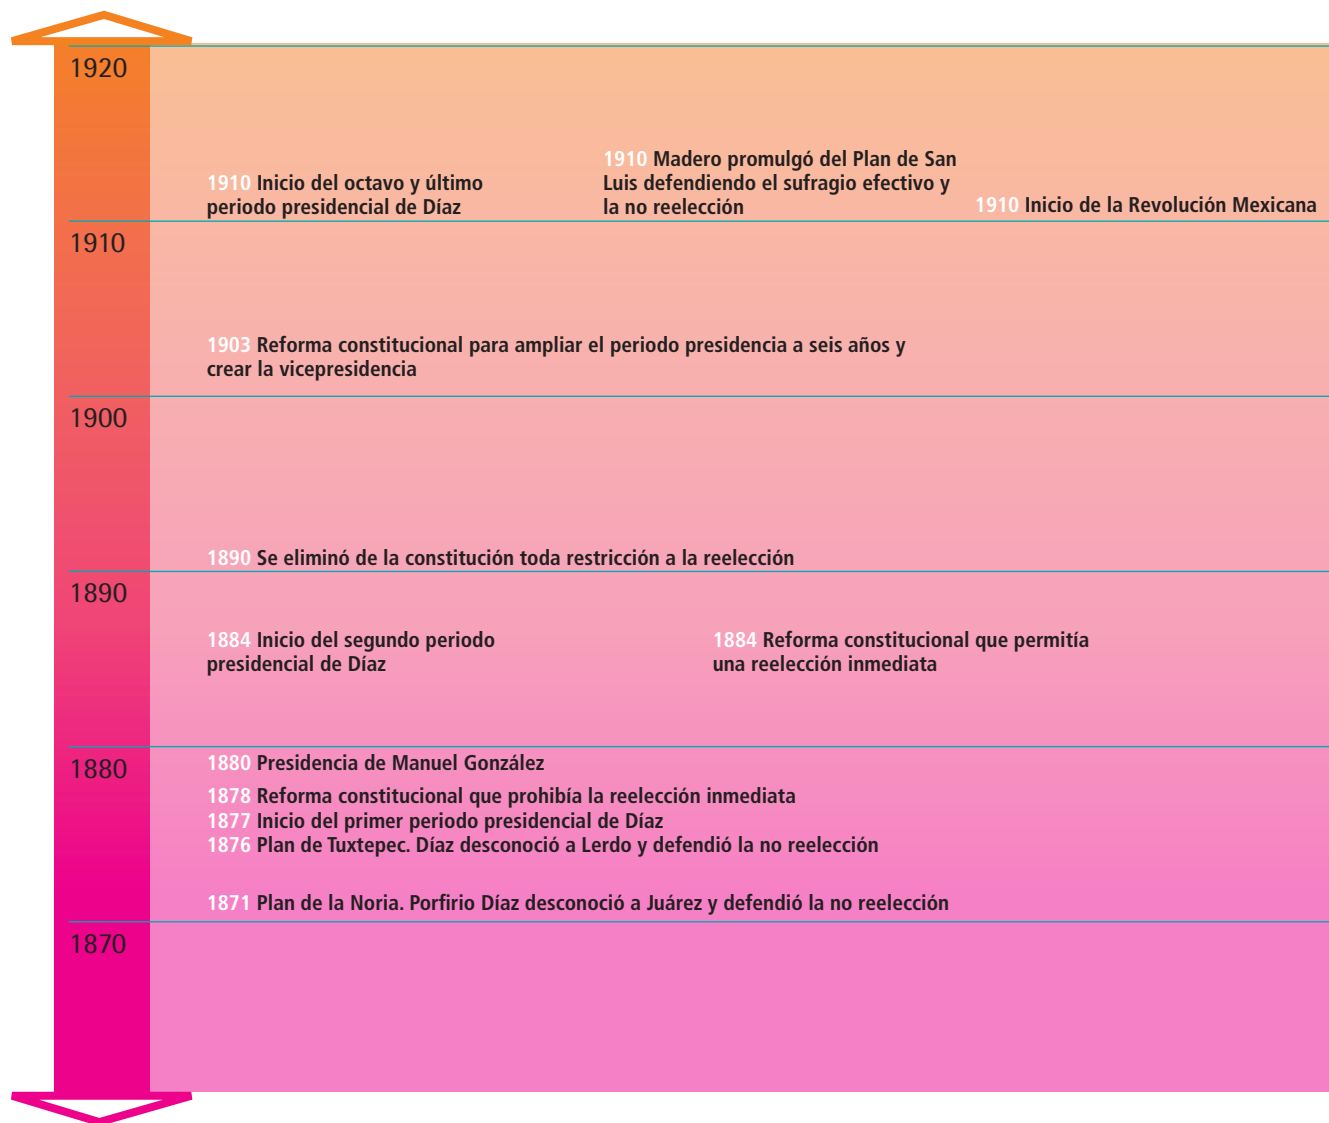 1920
1910 Inicio del octavo y último
periodo presidencial de Díaz
1910 Madero promulgó del Plan de San
Luis defendiendo el sufragio efectivo y
la no reelección
1910 Inicio de la Revolución Mexicana
1910
1903 Reforma constitucional para ampliar el periodo presidencia a seis años y
crear la vicepresidencia
1900
1890 Se eliminó de la constitución toda restricción a la reelección
1890
1884 Inicio del segundo periodo
presidencial de Díaz
1884 Reforma constitucional que permitía
una reelección inmediata
1880
1880 Presidencia de Manuel González
1878 Reforma constitucional que prohibía la reelección inmediata
1877 Inicio del primer periodo presidencial de Díaz
1876 Plan de Tuxtepec. Díaz desconoció a Lerdo y defendió la no reelección
1871 Plan de la Noria. Porfirio Díaz desconoció a Juárez y defendió la no reelección
1870